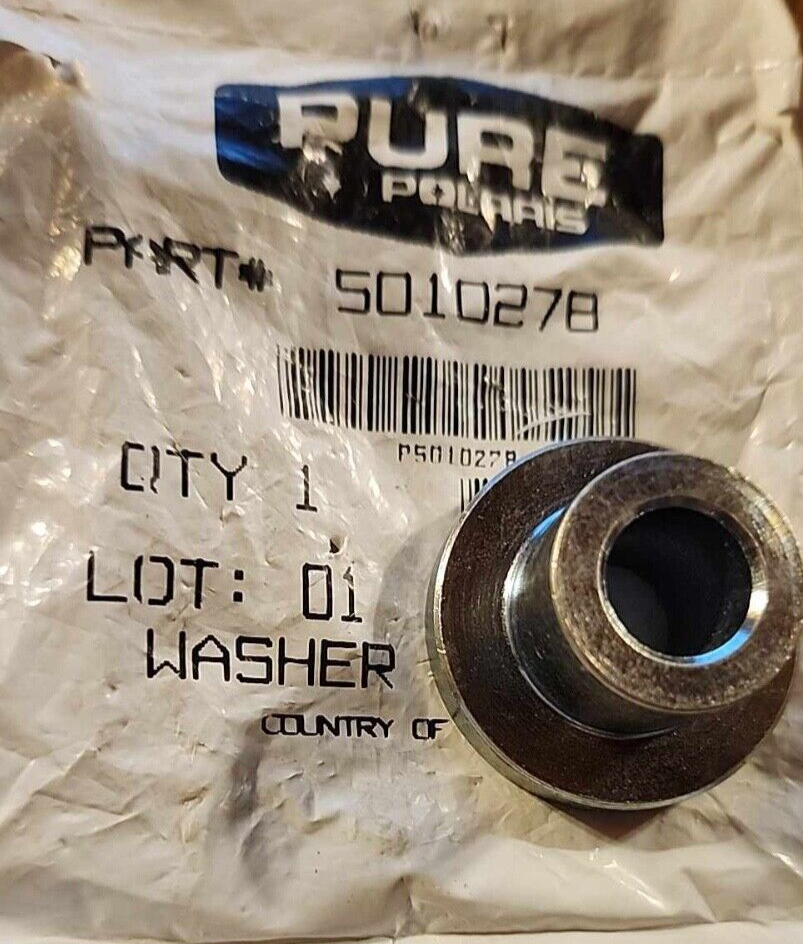 PURE
POLARIS
PART# 5010278
P5010278
QTY 1
LOT: 01
WASHER
COUNTRY OF